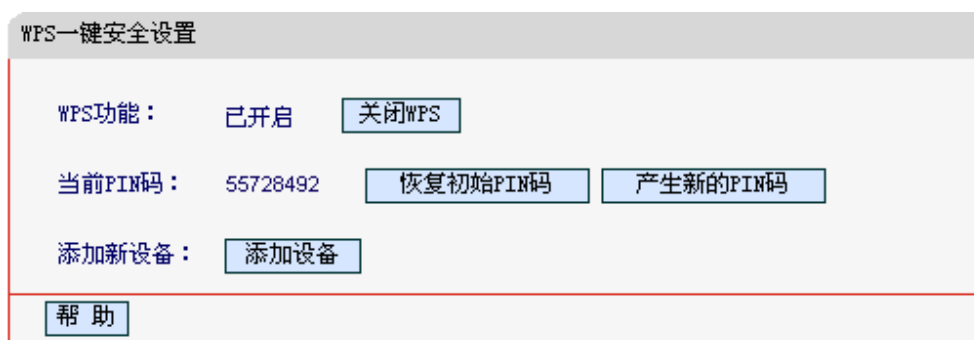 WPS一键安全设置
WPS功能： 已开启 关闭WPS
当前PIN码： 55728492 恢复初始PIN码 产生新的PIN码
添加新设备： 添加设备
帮 助